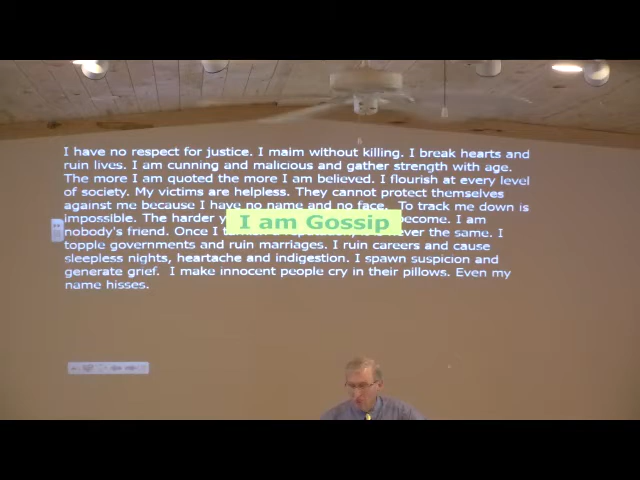 I have no respect for justice. I maim without killing. I break hearts and
ruin lives. I am cunning and malicious and gather strength with age.
The more I am quoted the more I am believed. I flourish at every level
of society. My victims are helpless. They cannot protect themselves
against me because I have no name and no face. To track me down is
impossible. The harder become. I am
I am Gossip
nobody's friend. Once I never the same. I
topple governments and ruin marriages. I ruin careers and cause
sleepless nights, heartache and indigestion. I spawn suspicion and
generate grief. I make innocent people cry in their pillows. Even my
name hisses.